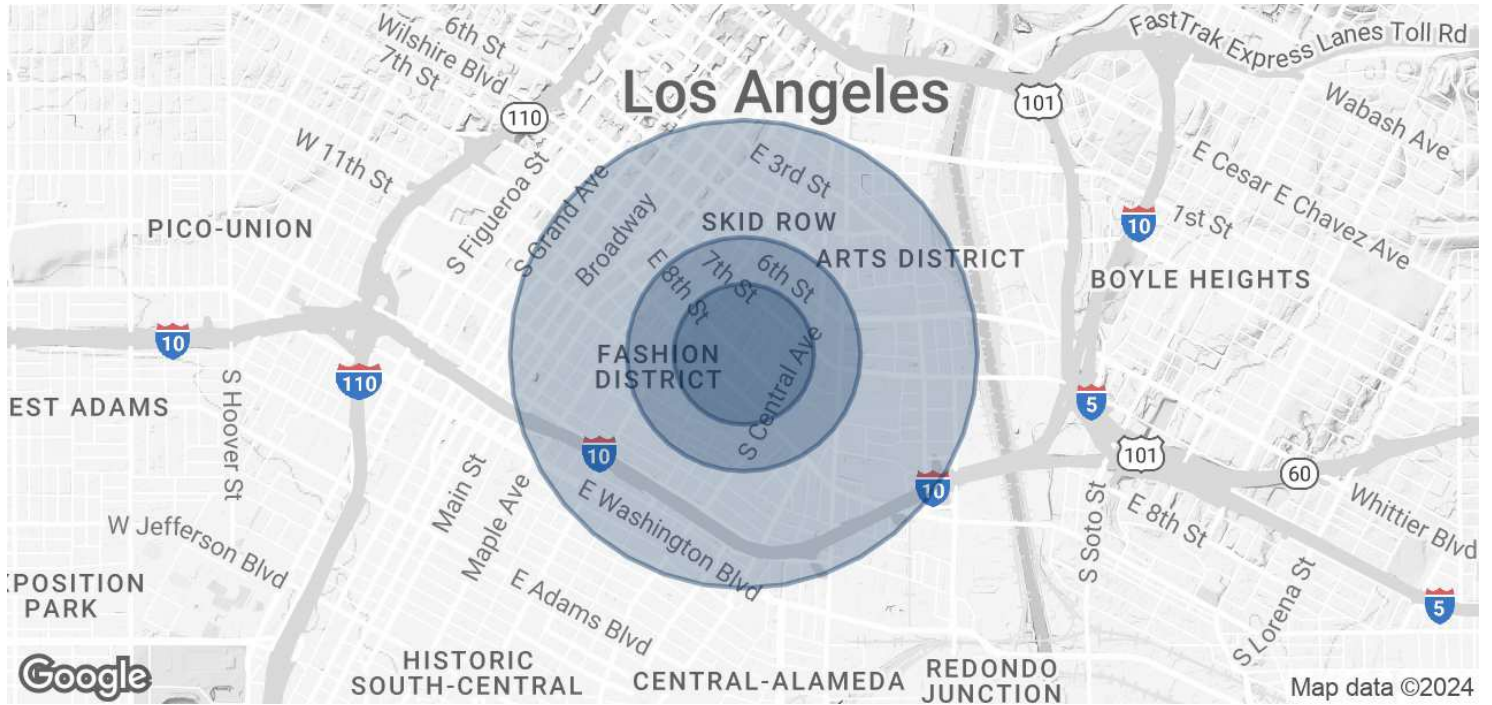 6th St
Wilshire Blvd
7th St
FastTrak Express Lanes Toll Rd
Los Angeles
101
110
Wabash Ave
W 11th St
E 3rd St
E Cesar E Chavez Ave
S Figueroa St
S Grand Ave
Broadway
SKID ROW
1st St
10
PICO-UNION
ARTS DISTRICT
BOYLE HEIGHTS
E 8th St
7th St
6th St
10
FASHION
DISTRICT
S Central Ave
110
EST ADAMS
S Hoover St
5
10
10
101
60
Main St
Maple Ave
E Washington Blvd
S Soto St
E 8th St
Whittier Blvd
W Jefferson Blvd
XPOSITION
PARK
E Adams Blvd
S Lorena St
5
HISTORIC
SOUTH-CENTRAL
CENTRAL-ALAMEDA
REDONDO
JUNCTION
Google
Map data ©2024